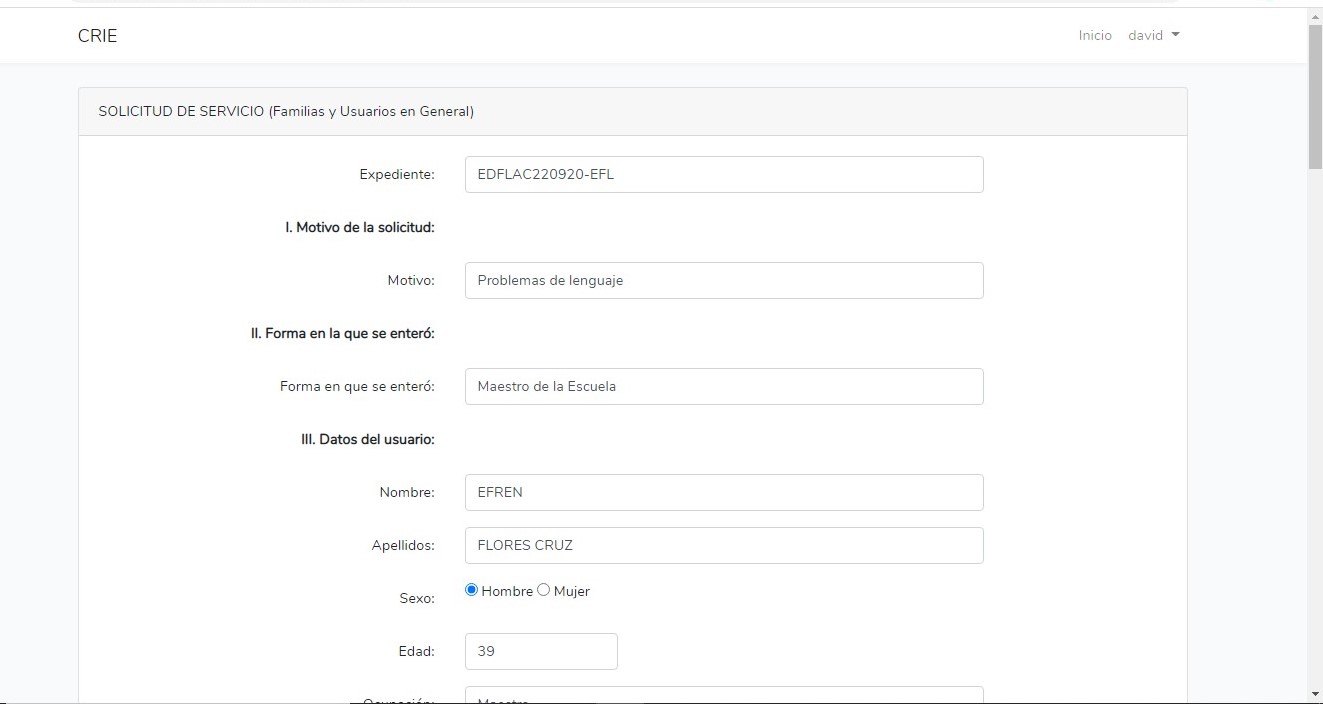 CRIE
Inicio david
SOLICITUD DE SERVICIO (Familias y Usuarios en General)
Expediente: EDFLAC220920-EFL
I. Motivo de la solicitud:
Motivo: Problemas de lenguaje
II. Forma en la que se enteró:
Forma en que se enteró: Maestro de la Escuela
III. Datos del usuario:
Nombre: EFREN
Apellidos: FLORES CRUZ
Sexo: Hombre Mujer
Edad: 39
Ocupación: Maestro